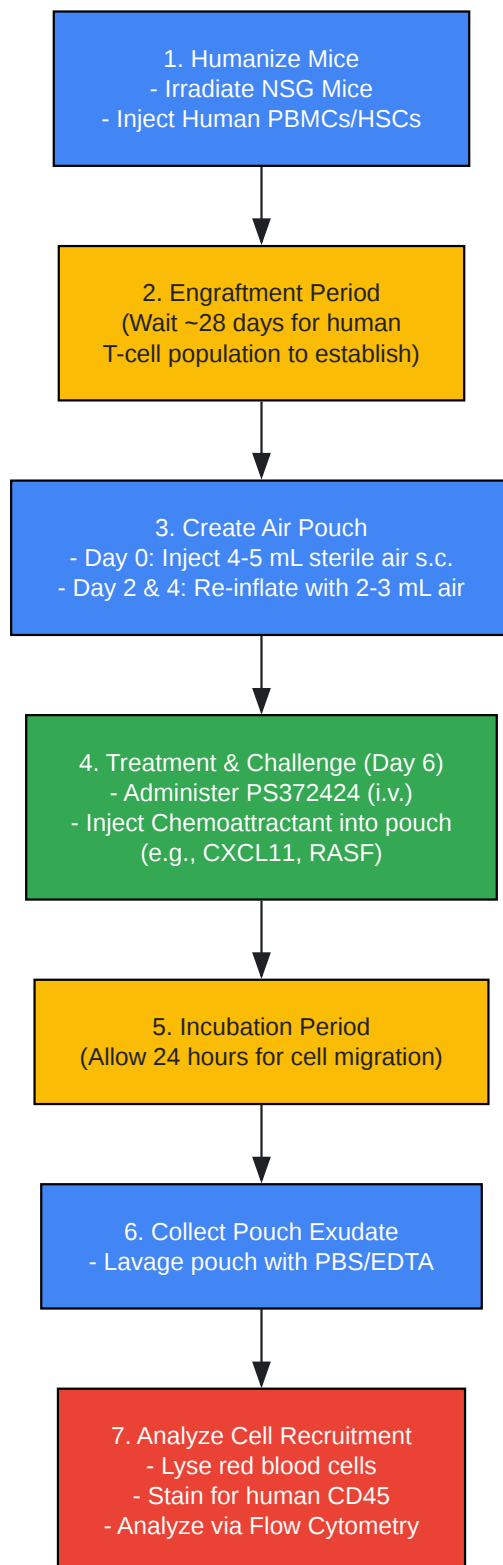 1. Humanize Mice
- Irradiate NSG Mice
- Inject Human PBMCs/HSCs
2. Engraftment Period
(Wait ~28 days for human
T-cell population to establish)
3. Create Air Pouch
- Day 0: Inject 4-5 mL sterile air s.c.
- Day 2 & 4: Re-inflate with 2-3 mL air
4. Treatment & Challenge (Day 6)
- Administer PS372424 (i.v.)
- Inject Chemoattractant into pouch
(e.g., CXCL11, RASF)
5. Incubation Period
(Allow 24 hours for cell migration)
6. Collect Pouch Exudate
- Lavage pouch with PBS/EDTA
7. Analyze Cell Recruitment
- Lyse red blood cells
- Stain for human CD45
- Analyze via Flow Cytometry